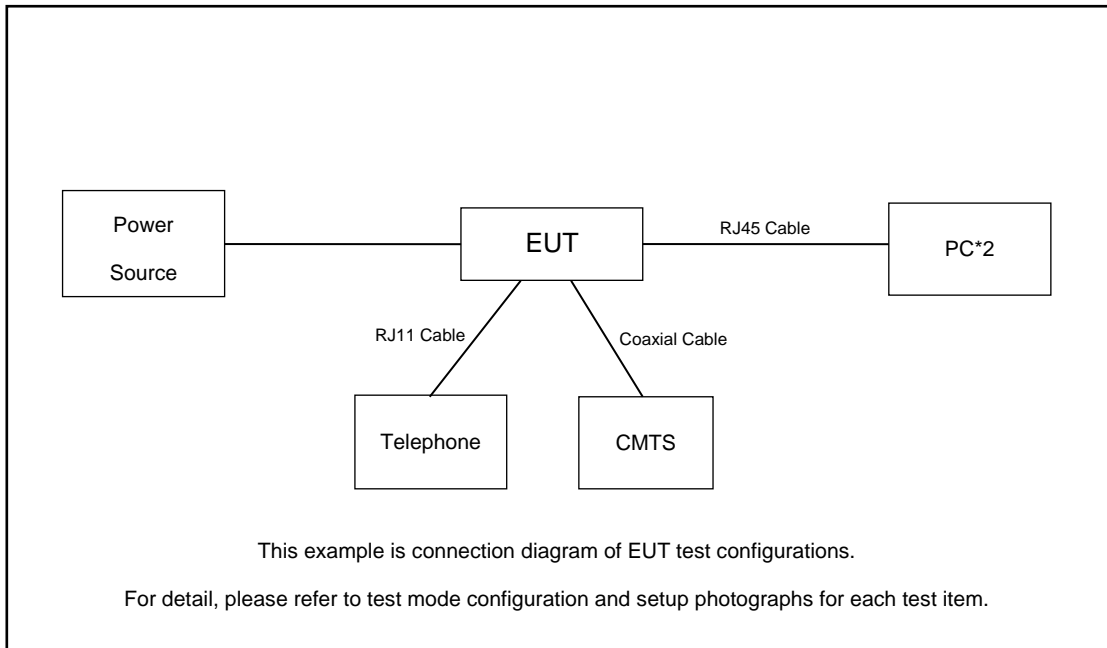 Power
Source
EUT
RJ45 Cable
PC*2
RJ11 Cable
Coaxial Cable
Telephone
CMTS
This example is connection diagram of EUT test configurations.
For detail, please refer to test mode configuration and setup photographs for each test item.